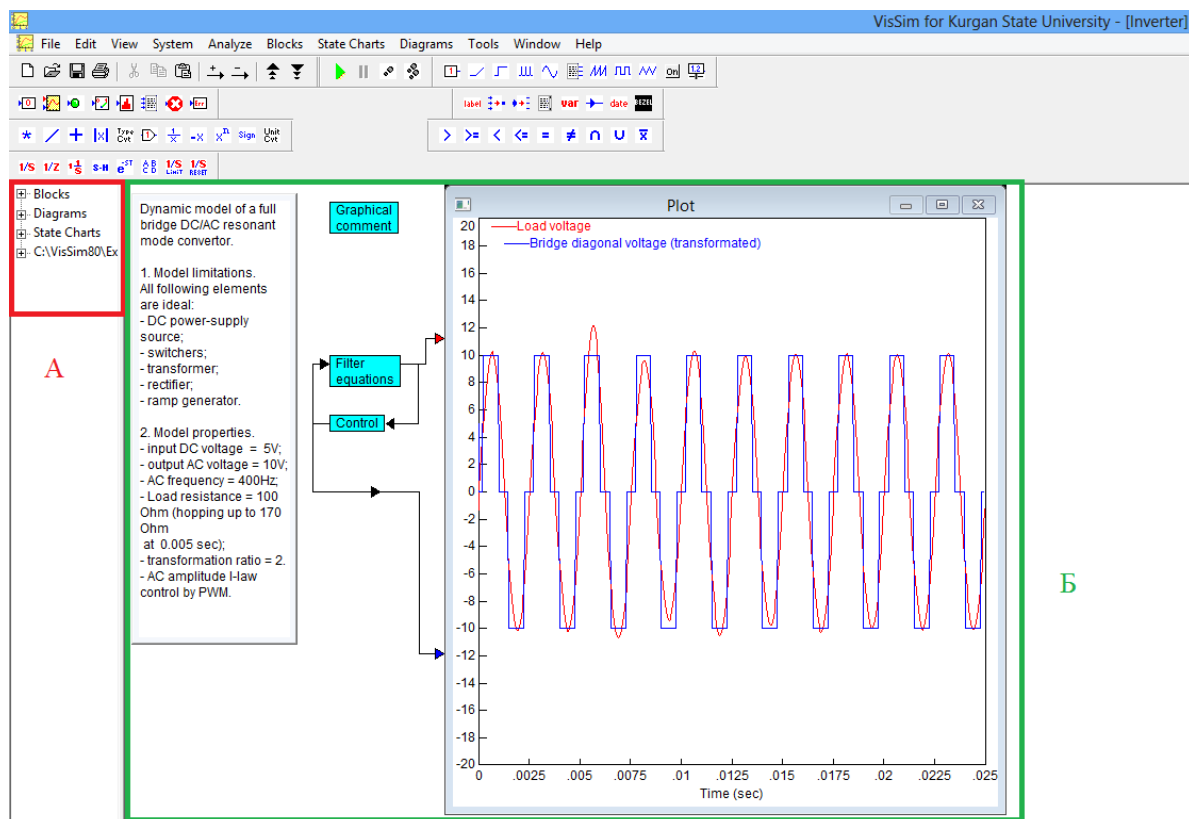 VisSim for Kurgan State University - [Inverter]
File Edit View System Analyze Blocks State Charts Diagrams Tools Window Help
label var date BEZEL
Type Cvt 1 1/x -x xⁿ Sign Unit Cvt > >= < <= = ≠ ∩ ∪ x̅
1/S 1/Z 1 1/S S-H e^-ST A B C D 1/S LIMIT 1/S RESET
Blocks
Diagrams
State Charts
C:\VisSim80\Ex
А
Dynamic model of a full
bridge DC/AC resonant
mode convertor.
1. Model limitations.
All following elements
are ideal:
- DC power-supply
source;
- switchers;
- transformer;
- rectifier;
- ramp generator.
2. Model properties.
- input DC voltage = 5V;
- output AC voltage = 10V;
- AC frequency = 400Hz;
- Load resistance = 100
Ohm (hopping up to 170
Ohm
at 0.005 sec);
- transformation ratio = 2.
- AC amplitude I-law
control by PWM.
Graphical
comment
Filter
equations
Control
Plot
Load voltage
Bridge diagonal voltage (transformated)
20
18
16
14
12
10
8
6
4
2
0
-2
-4
-6
-8
-10
-12
-14
-16
-18
-20
0 .0025 .005 .0075 .01 .0125 .015 .0175 .02 .0225 .025
Time (sec)
Б